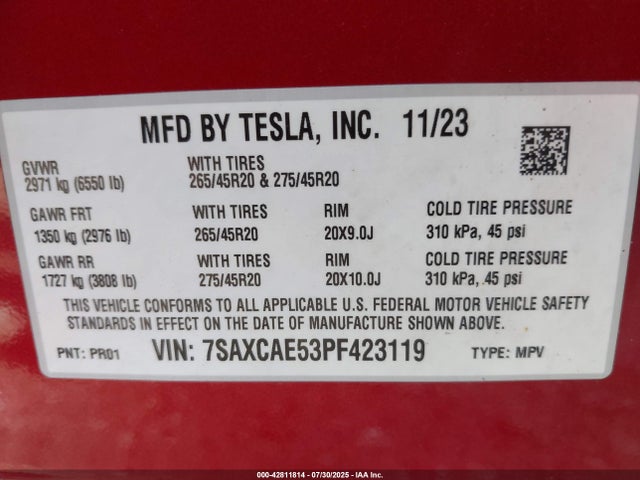 MFD BY TESLA, INC. 11/23
GVWR WITH TIRES
2971 kg (6550 lb) 265/45R20 & 275/45R20
GAWR FRT WITH TIRES RIM COLD TIRE PRESSURE
1350 kg (2976 lb) 265/45R20 20X9.0J 310 kPa, 45 psi
GAWR RR WITH TIRES RIM COLD TIRE PRESSURE
1727 kg (3808 lb) 275/45R20 20X10.0J 310 kPa, 45 psi
THIS VEHICLE CONFORMS TO ALL APPLICABLE U.S. FEDERAL MOTOR VEHICLE SAFETY
STANDARDS IN EFFECT ON THE DATE OF MANUFACTURE SHOWN ABOVE.
PNT: PR01 VIN: 7SAXCAE53PF423119 TYPE: MPV
000-42811814 | 07/30/2025 | IAA Inc.